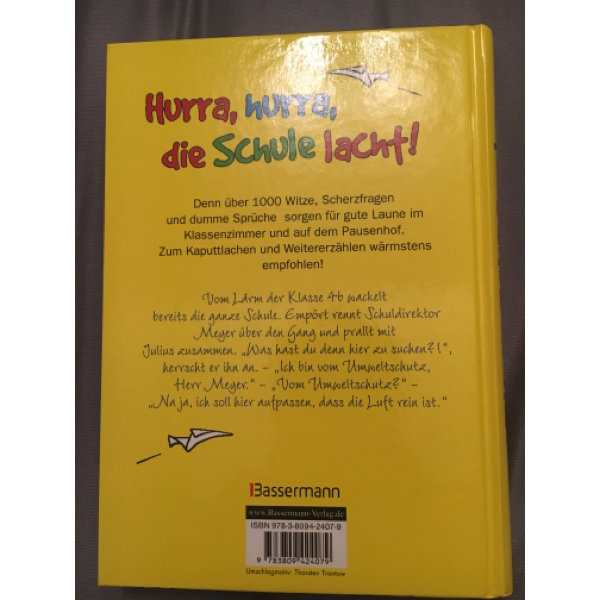 Hurra, hurra,
die Schule lacht!
Denn über 1000 Witze, Scherzfragen
und dumme Sprüche sorgen für gute Laune im
Klassenzimmer und auf dem Pausenhof.
Zum Kaputtlachen und Weitererzählen wärmstens
empfohlen!
Vom Lärm der Klasse 4b wackelt
bereits die ganze Schule. Empört rennt Schuldirektor
Meyer über den Gang und prallt mit
Julius zusammen. „Was hast du denn hier zu suchen?!“,
herrscht er ihn an. – „Ich bin vom Umweltschutz,
Herr Meyer.“ – „Vom Umweltschutz?“ –
„Na ja, ich soll hier aufpassen, dass die Luft rein ist.“
Bassermann
www.Bassermann-Verlag.de
ISBN 978-3-8094-2407-9
9 783809 424079
Umschlagmotiv: Thorsten Trantow